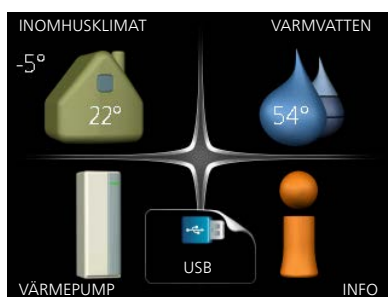 INOMHUSKLIMAT VARMVATTEN
-5°
22° 54°
USB
VÄRMEPUMP INFO